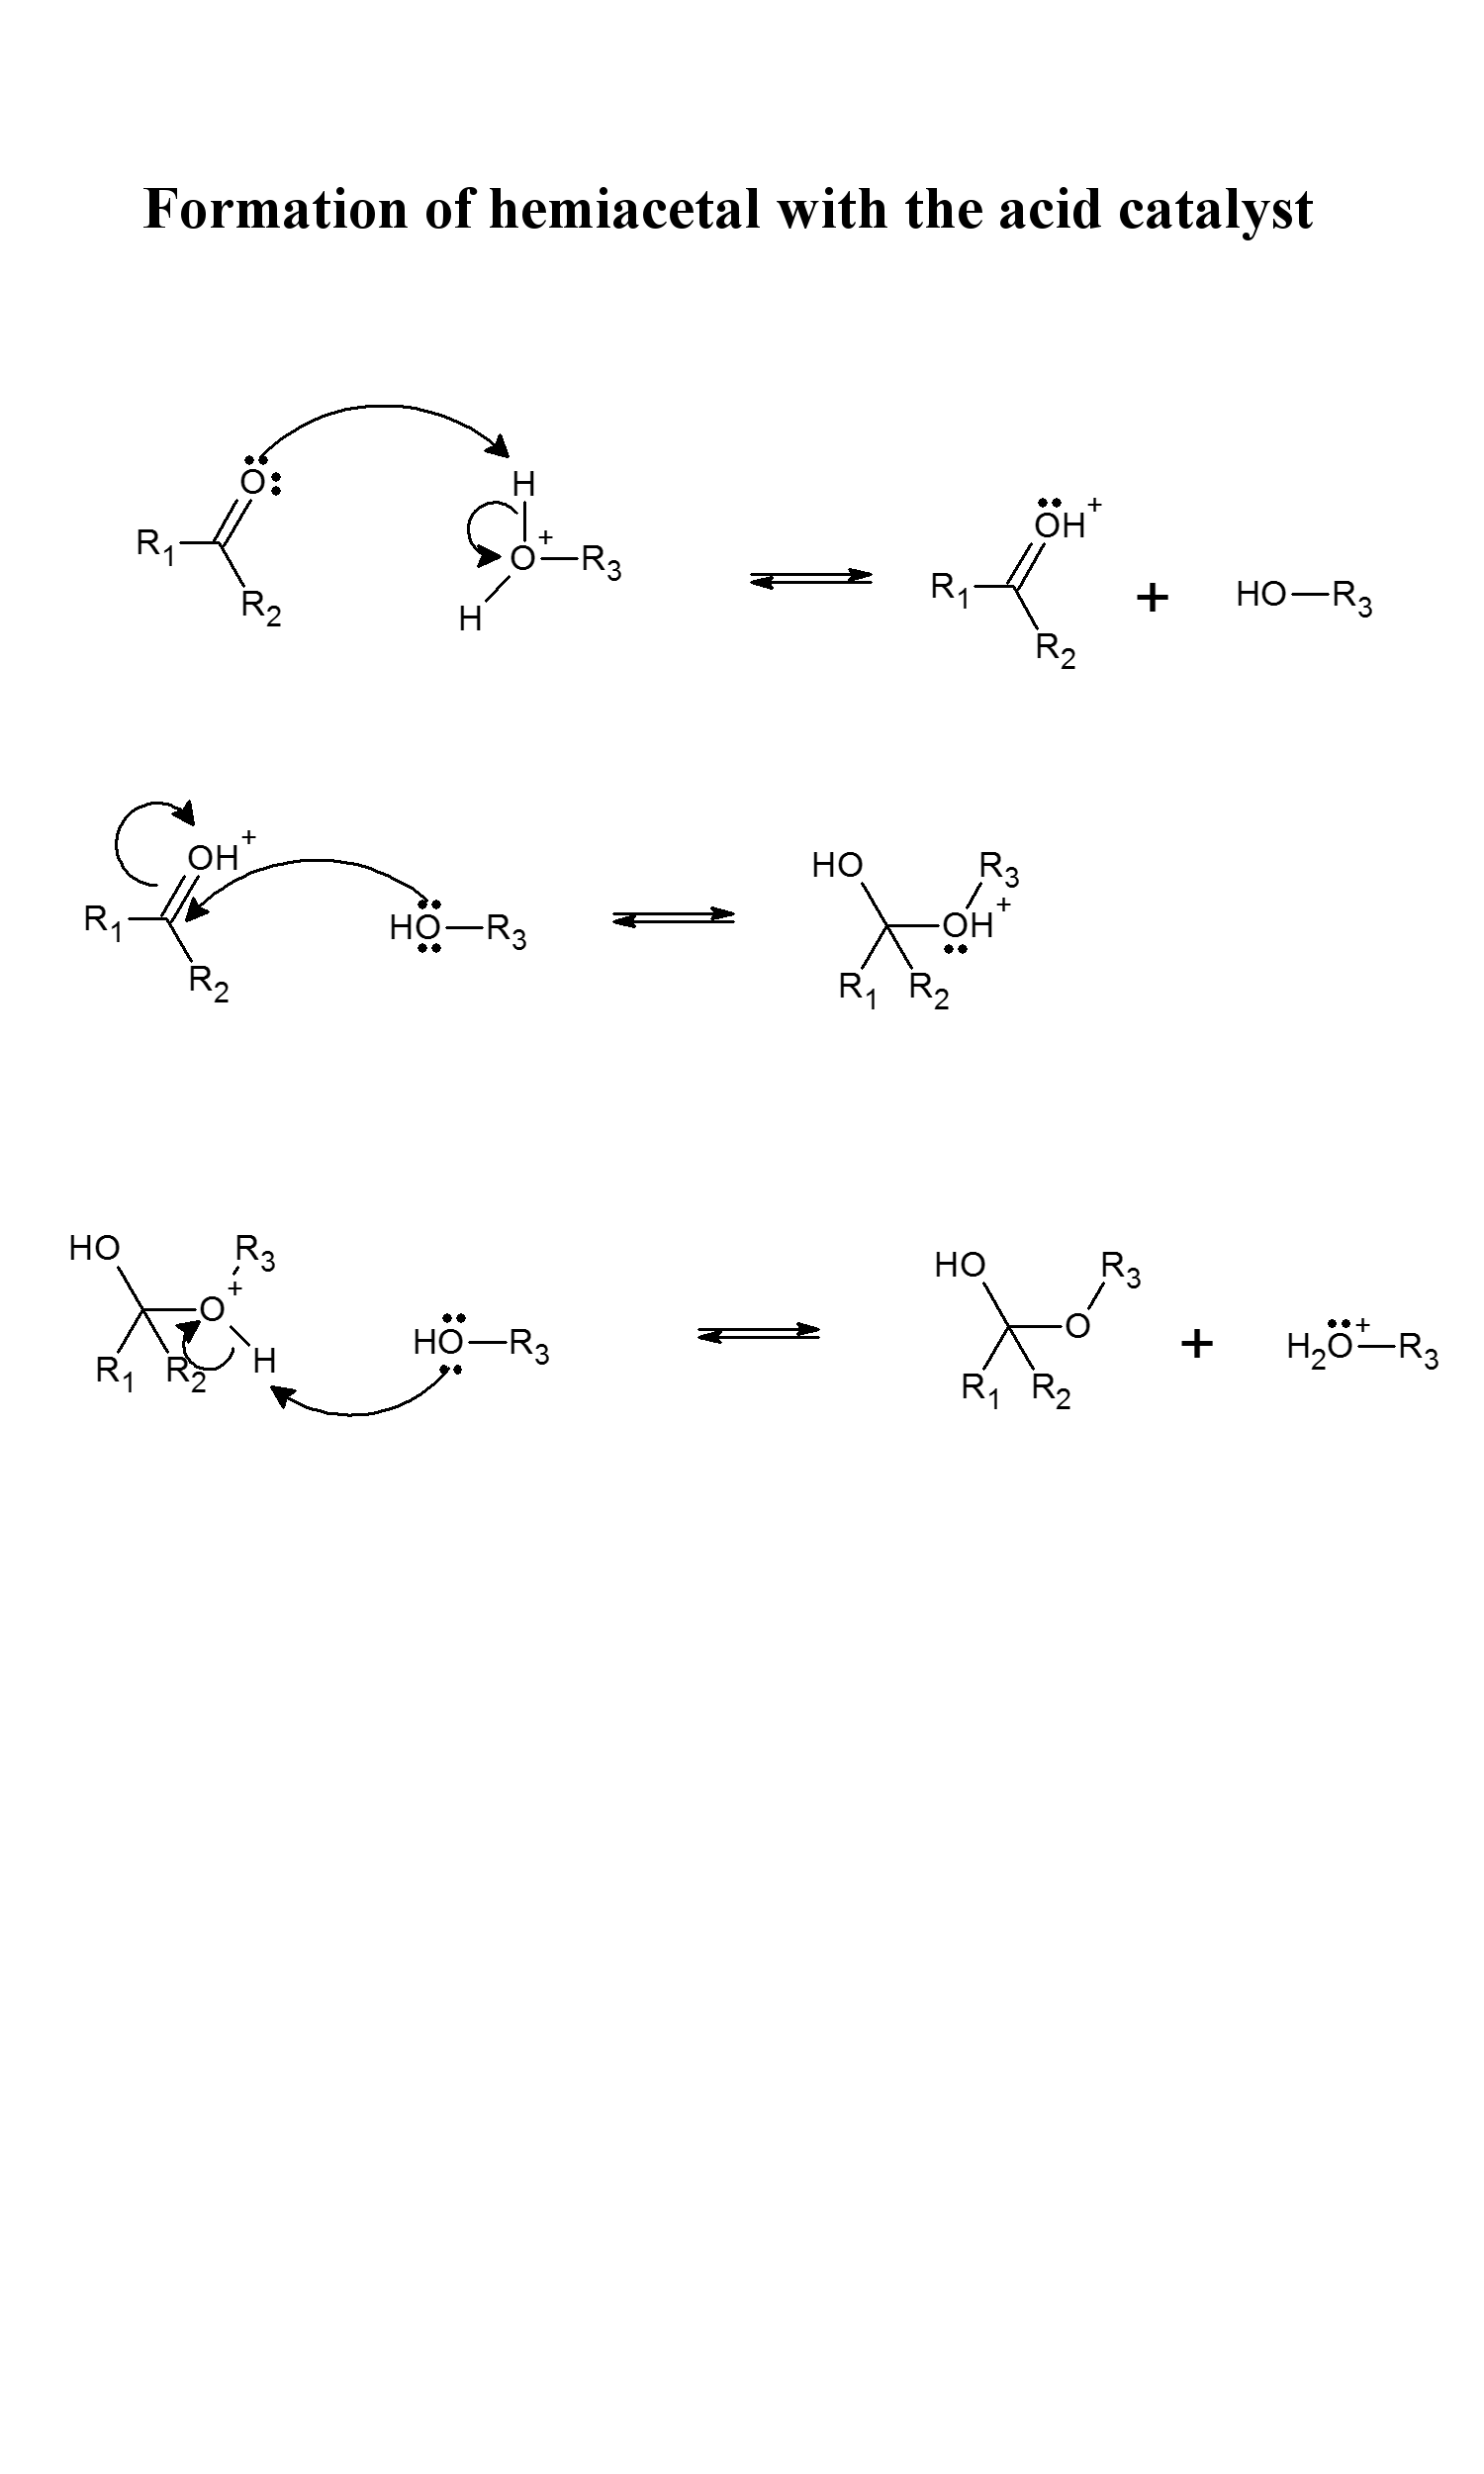 Formation of hemiacetal with the acid catalyst
O H OH+
R1 O+ R3 R1 + HO R3
R2 H R2
OH+ HO R3
R1 HO R3 OH+
R2 R1 R2
HO R3 HO R3
O+ HO R3 O + H2O+ R3
R1 R2 H R1 R2